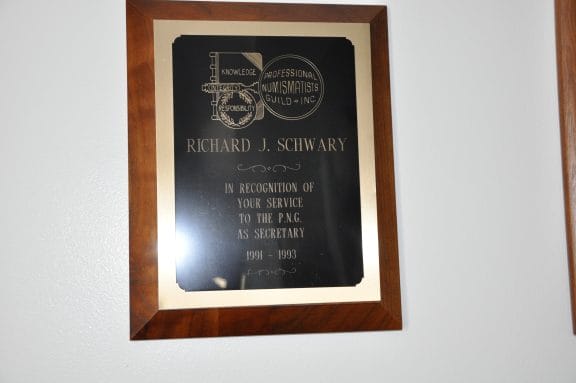 KNOWLEDGE
INTEGRITY
RESPONSIBILITY
PROFESSIONAL
NUMISMATISTS
GUILD • INC
RICHARD J. SCHWARY
IN RECOGNITION OF
YOUR SERVICE
TO THE P.N.G.
AS SECRETARY
1991 - 1993